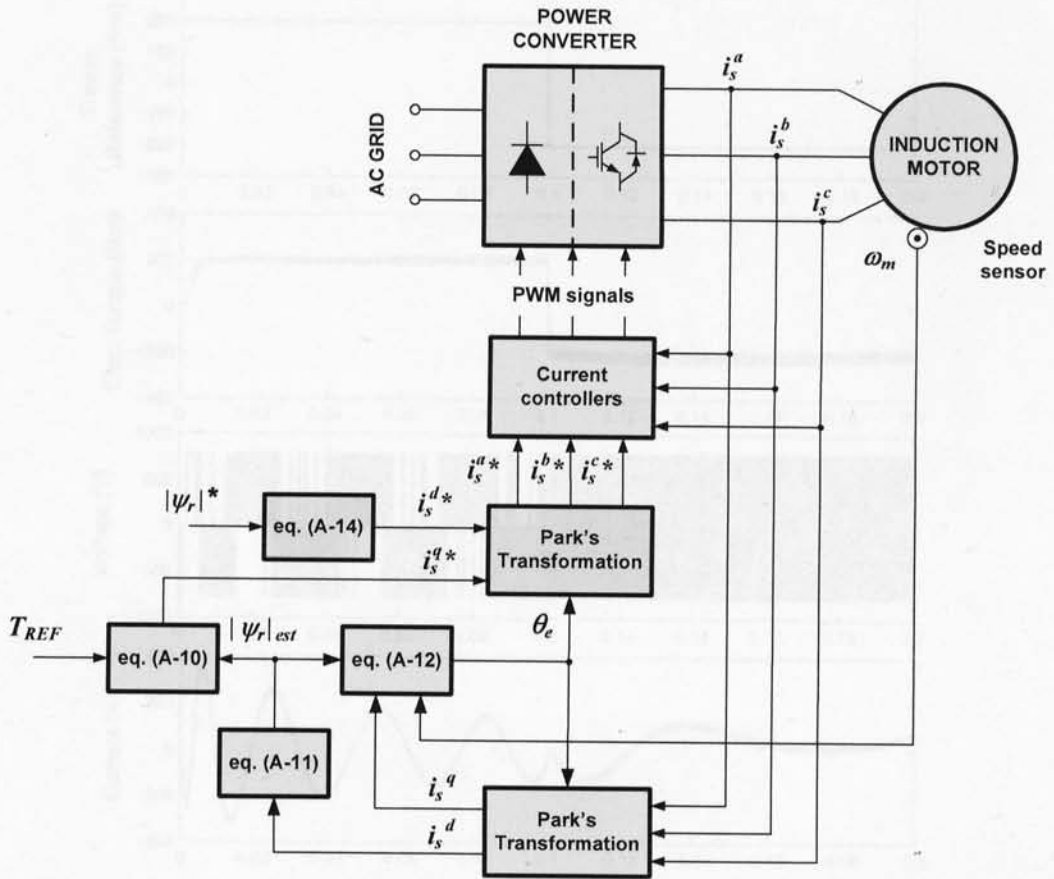 POWER
CONVERTER
AC GRID
i_s^a
i_s^b
i_s^c
INDUCTION
MOTOR
ω_m
Speed
sensor
PWM signals
Current
controllers
i_s^a* i_s^b* i_s^c*
|ψ_r|*
eq. (A-14)
i_s^d*
i_s^q*
Park's
Transformation
T_REF
eq. (A-10)
|ψ_r|_est
eq. (A-12)
θ_e
eq. (A-11)
i_s^q
i_s^d
Park's
Transformation